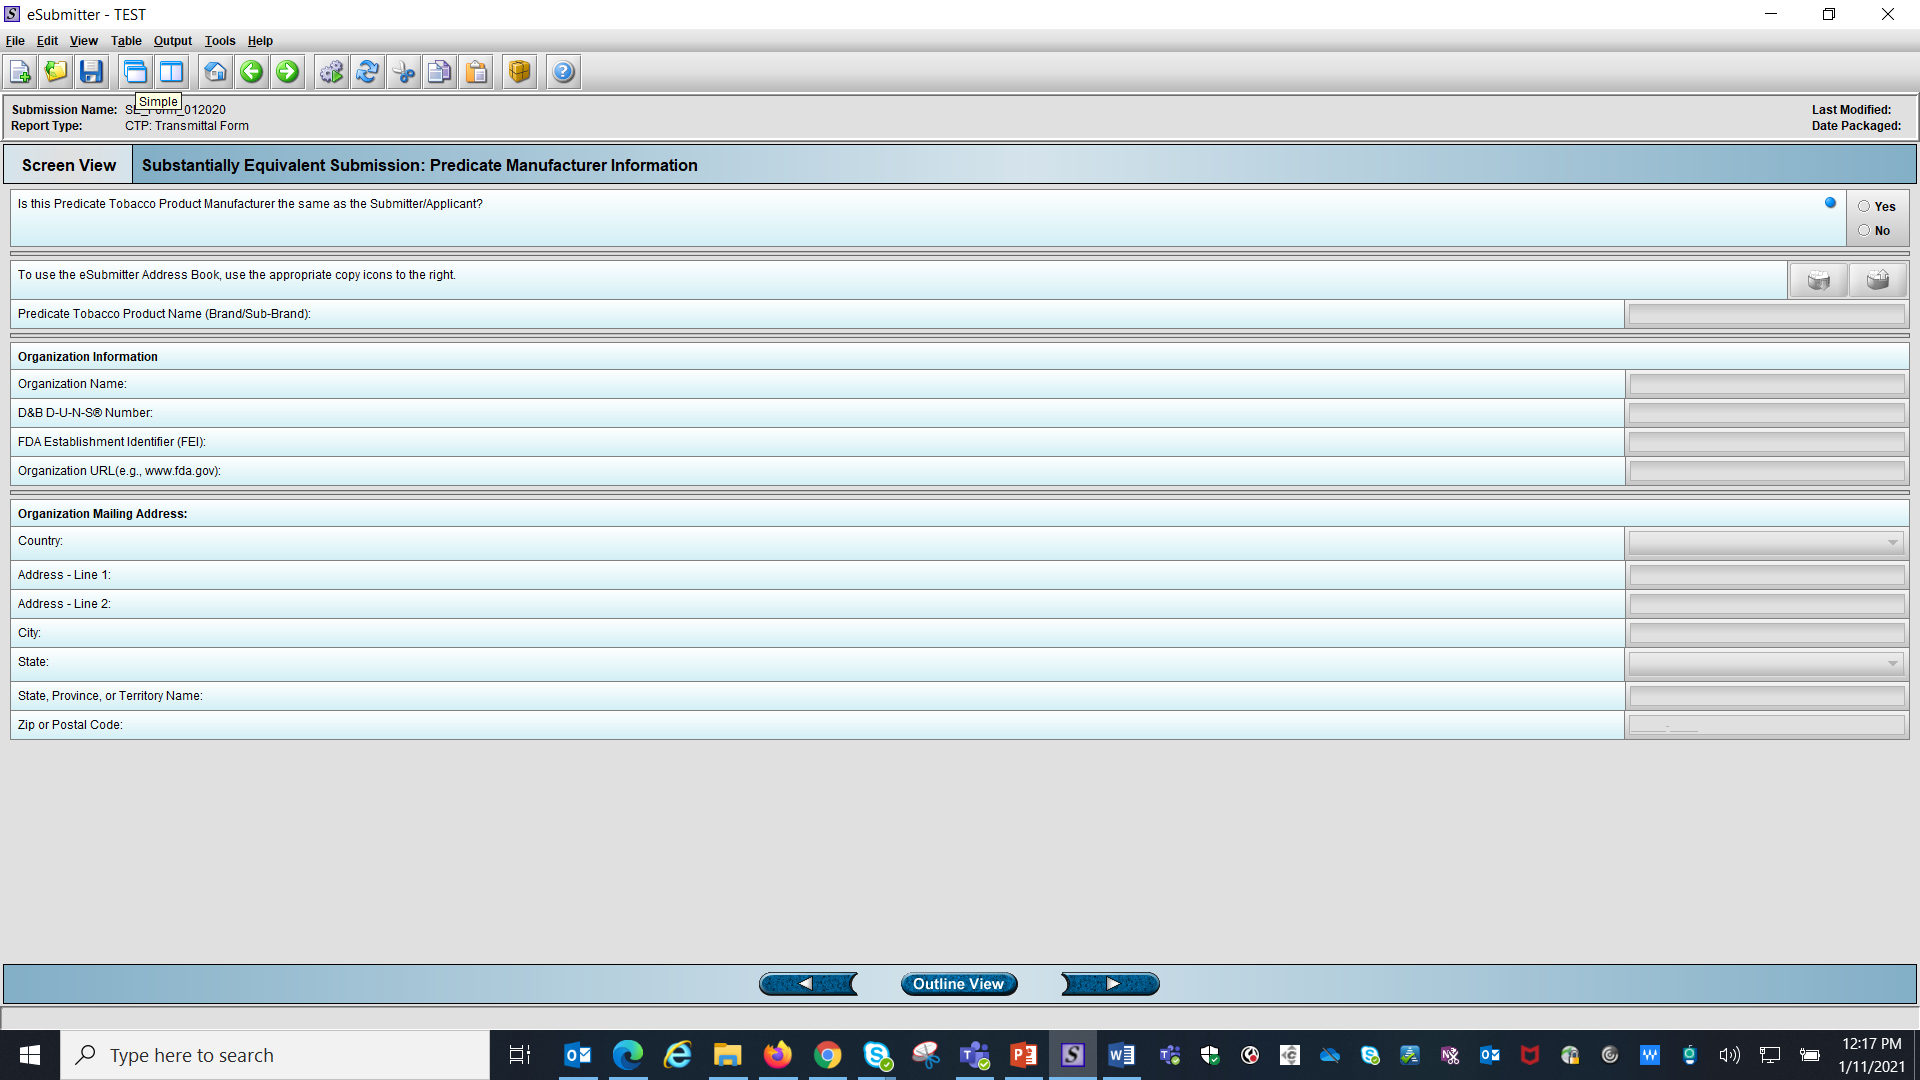 eSubmitter - TEST
File Edit View Table Output Tools Help
Simple
Submission Name: SE_Form_012020
Last Modified:
Report Type: CTP: Transmittal Form
Date Packaged:
Screen View
Substantially Equivalent Submission: Predicate Manufacturer Information
Is this Predicate Tobacco Product Manufacturer the same as the Submitter/Applicant?
Yes
No
To use the eSubmitter Address Book, use the appropriate copy icons to the right.
Predicate Tobacco Product Name (Brand/Sub-Brand):
Organization Information
Organization Name:
D&B D-U-N-S® Number:
FDA Establishment Identifier (FEI):
Organization URL(e.g., www.fda.gov):
Organization Mailing Address:
Country:
Address - Line 1:
Address - Line 2:
City:
State:
State, Province, or Territory Name:
Zip or Postal Code:
Outline View
Type here to search
12:17 PM
1/11/2021